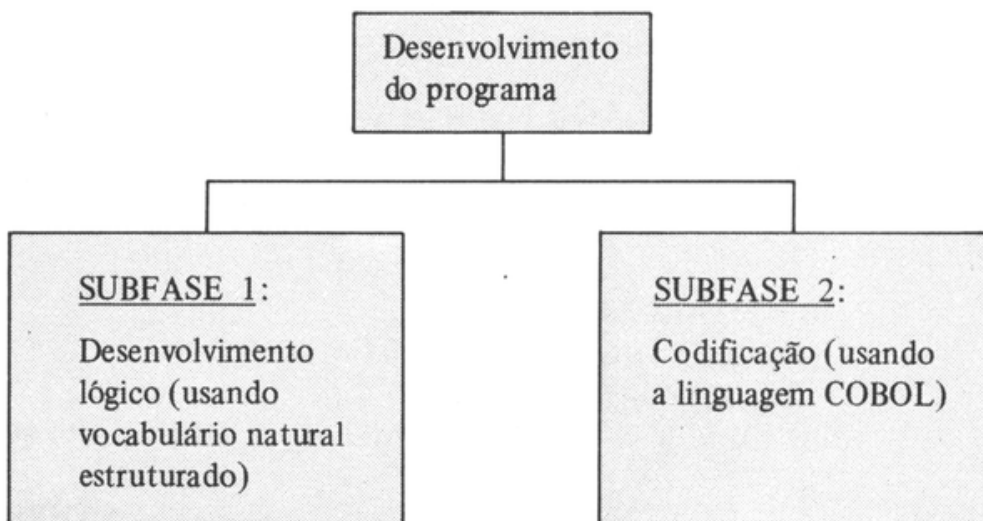 Desenvolvimento
do programa
SUBFASE 1:
Desenvolvimento
lógico (usando
vocabulário natural
estruturado)
SUBFASE 2:
Codificação (usando
a linguagem COBOL)